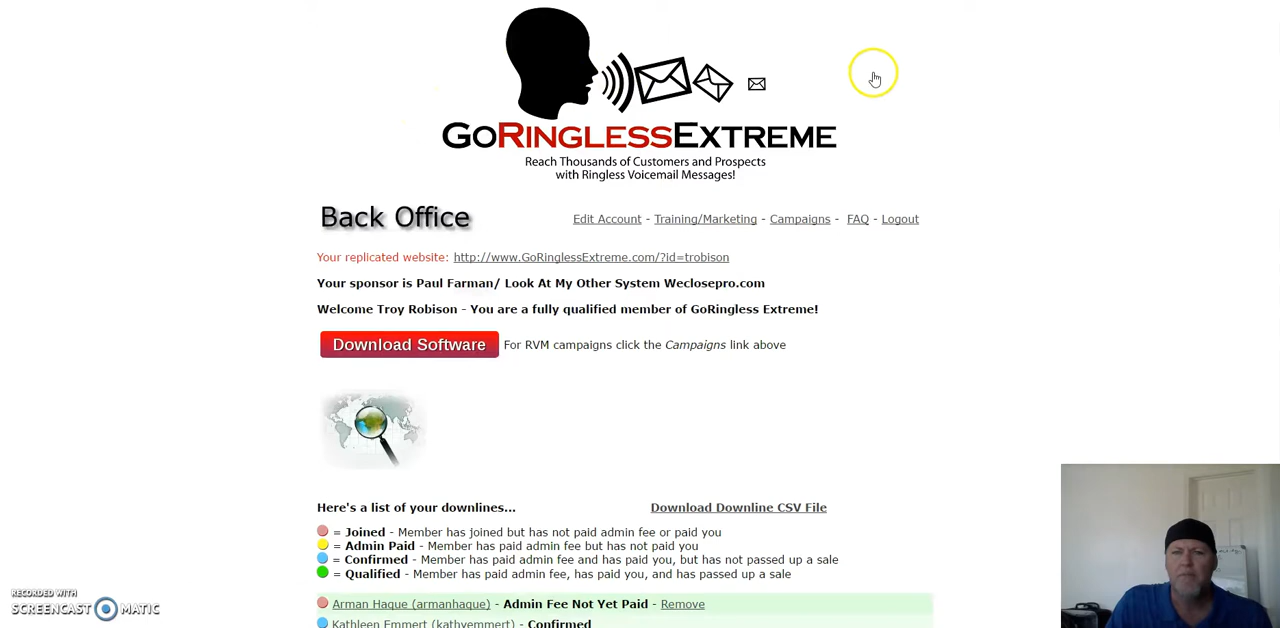 GoRinglessExtreme
Reach Thousands of Customers and Prospects
with Ringless Voicemail Messages!
Back Office
Edit Account - Training/Marketing - Campaigns - FAQ - Logout
Your replicated website: http://www.GoRinglessExtreme.com/?id=trobison
Your sponsor is Paul Farman/ Look At My Other System Weclosepro.com
Welcome Troy Robison - You are a fully qualified member of GoRingless Extreme!
Download Software For RVM campaigns click the Campaigns link above
Here's a list of your downlines... Download Downline CSV File
= Joined - Member has joined but has not paid admin fee or paid you
= Admin Paid - Member has paid admin fee but has not paid you
= Confirmed - Member has paid admin fee and has paid you, but has not passed up a sale
= Qualified - Member has paid admin fee, has paid you, and has passed up a sale
Arman Haque (armanhaque) - Admin Fee Not Yet Paid - Remove
Kathleen Emmert (kathyemmert) - Confirmed
RECORDED WITH
SCREENCAST MATIC